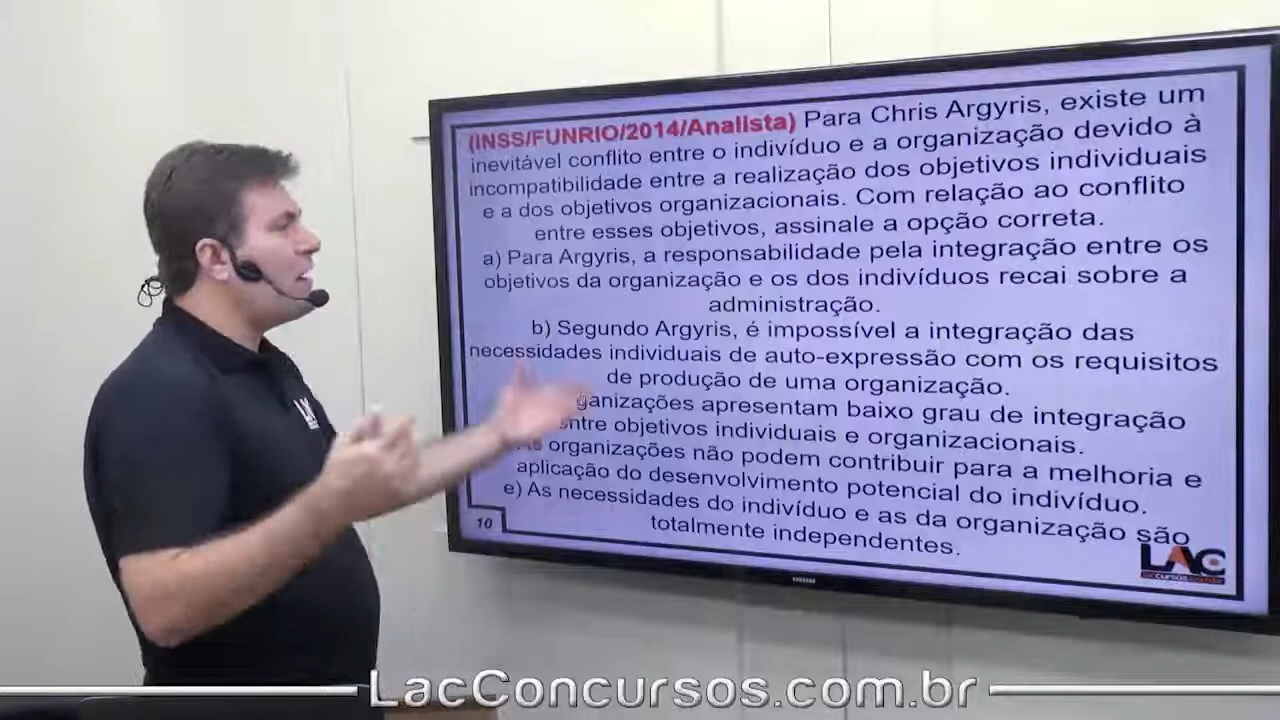 (INSS/FUNRIO/2014/Analista) Para Chris Argyris, existe um
inevitável conflito entre o indivíduo e a organização devido à
incompatibilidade entre a realização dos objetivos individuais
e a dos objetivos organizacionais. Com relação ao conflito
entre esses objetivos, assinale a opção correta.
a) Para Argyris, a responsabilidade pela integração entre os
objetivos da organização e os dos indivíduos recai sobre a
administração.
b) Segundo Argyris, é impossível a integração das
necessidades individuais de auto-expressão com os requisitos
de produção de uma organização.
apresentam baixo grau de integração
objetivos individuais e organizacionais.
organizações não podem contribuir para a melhoria e
aplicação do desenvolvimento potencial do indivíduo.
e) As necessidades do indivíduo e as da organização são
totalmente independentes.
10
LAC
LAC
LacConcursos.com.br